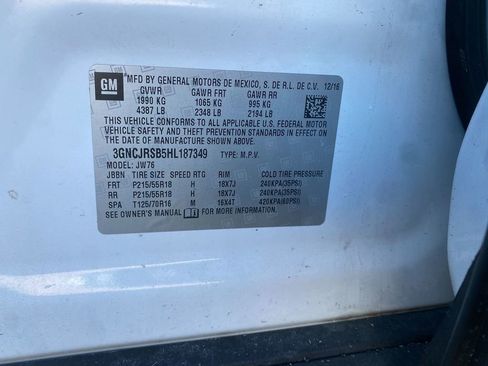 GM
MFD BY GENERAL MOTORS DE MEXICO, S. DE R.L. DE C.V. 12/16
GVWR GAWR FRT GAWR RR
1990 KG 1065 KG 995 KG
4387 LB 2348 LB 2194 LB
THIS VEHICLE CONFORMS TO ALL APPLICABLE U.S. FEDERAL MOTOR
VEHICLE SAFETY, BUMPER, AND THEFT PREVENTION STANDARDS IN EFFECT ON
THE DATE OF MANUFACTURE SHOWN ABOVE.
3GNCJRSB5HL187349 TYPE: M.P.V.
MODEL: JW76
JBBN TIRE SIZE SPEED RTG RIM COLD TIRE PRESSURE
FRT P215/55R18 H 18X7J 240KPA(35PSI)
RR P215/55R18 H 18X7J 240KPA(35PSI)
SPA T125/70R16 M 16X4T 420KPA(60PSI)
SEE OWNER'S MANUAL FOR MORE INFORMATION.